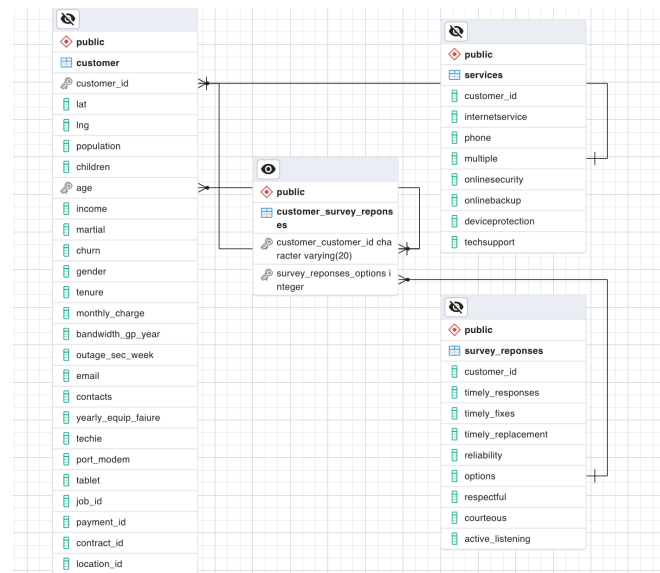 public
customer
customer_id
lat
lng
population
children
age
income
martial
churn
gender
tenure
monthly_charge
bandwidth_gp_year
outage_sec_week
email
contacts
yearly_equip_faiure
techie
port_modem
tablet
job_id
payment_id
contract_id
location_id
public
customer_survey_repons
es
customer_customer_id cha
racter varying(20)
survey_reponses_options i
nteger
public
services
customer_id
internetservice
phone
multiple
onlinesecurity
onlinebackup
deviceprotection
techsupport
public
survey_reponses
customer_id
timely_responses
timely_fixes
timely_replacement
reliability
options
respectful
courteous
active_listening